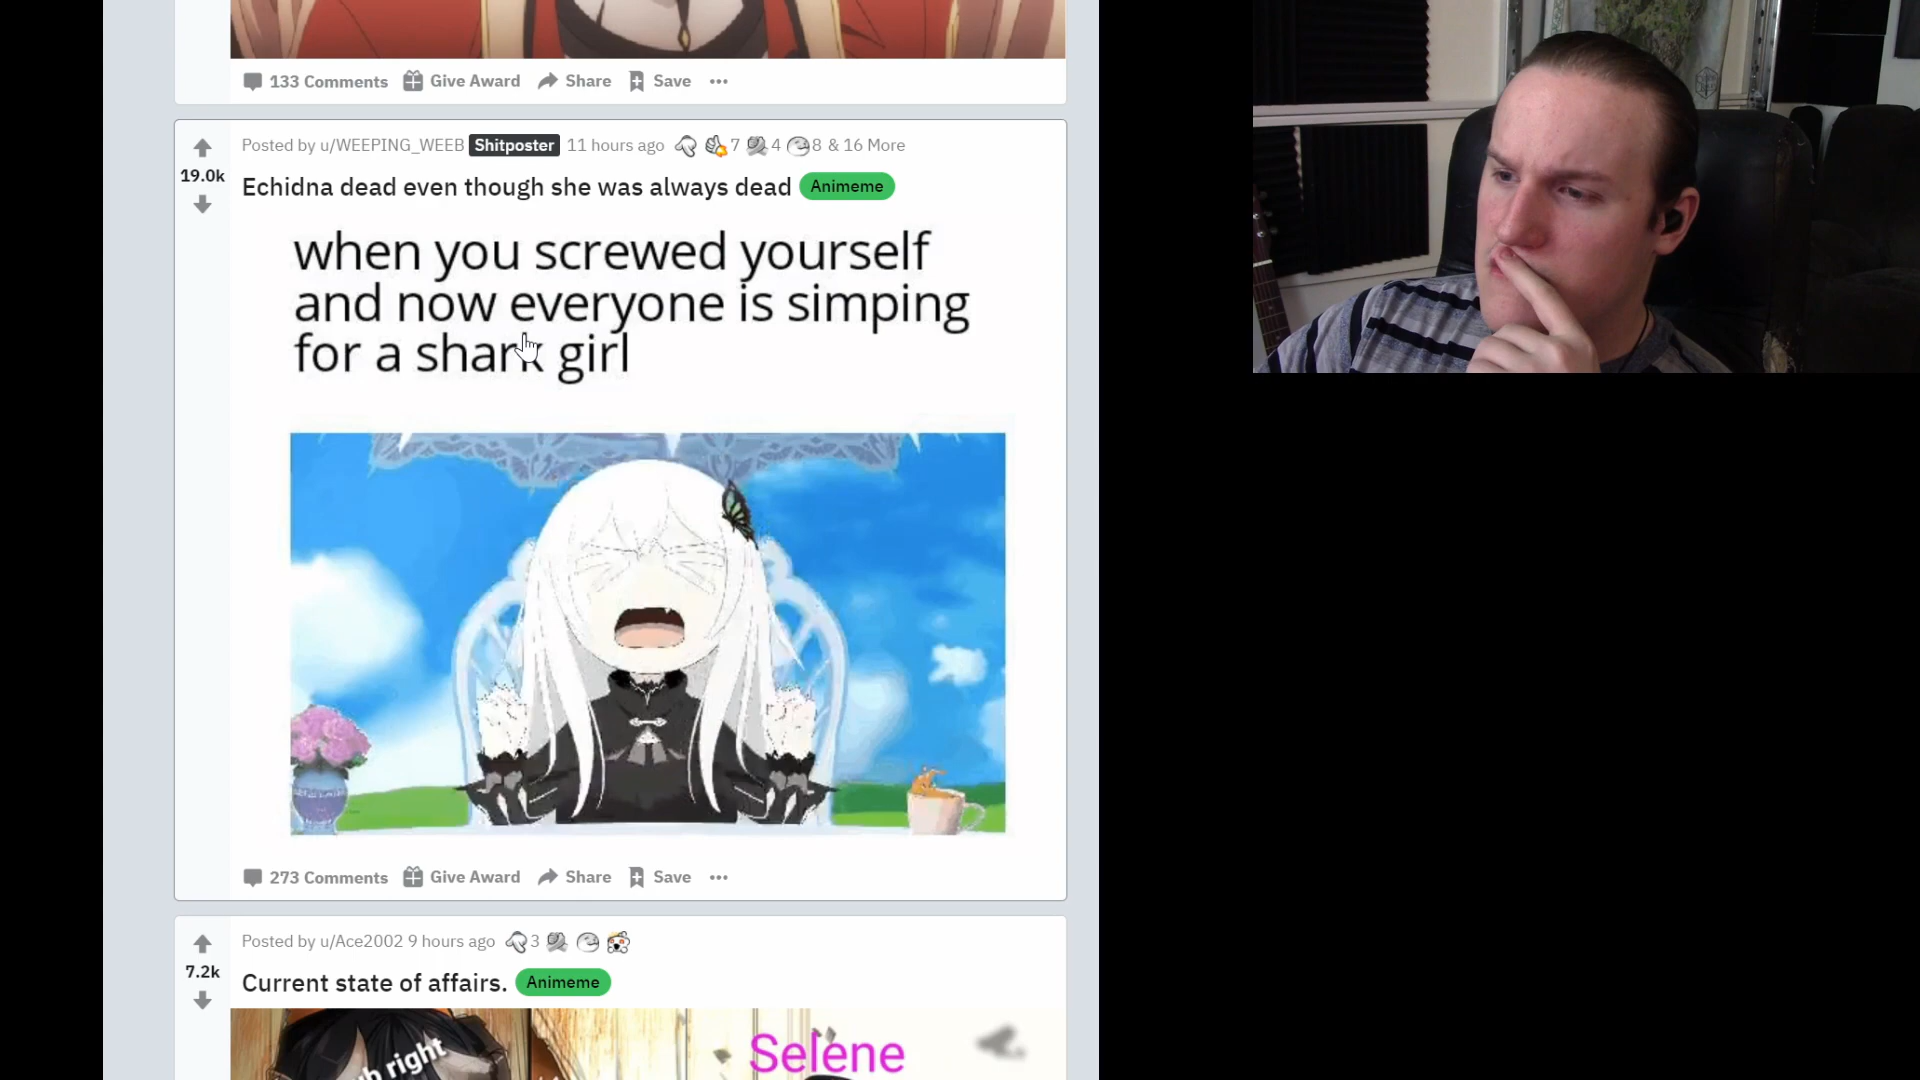 133 Comments Give Award Share Save
Posted by u/WEEPING_WEEB Shitposter 11 hours ago 7 4 8 & 16 More
19.0k
Echidna dead even though she was always dead Animeme
when you screwed yourself
and now everyone is simping
for a shark girl
273 Comments Give Award Share Save
Posted by u/Ace2002 9 hours ago 3
7.2k
Current state of affairs. Animeme
right
Selene